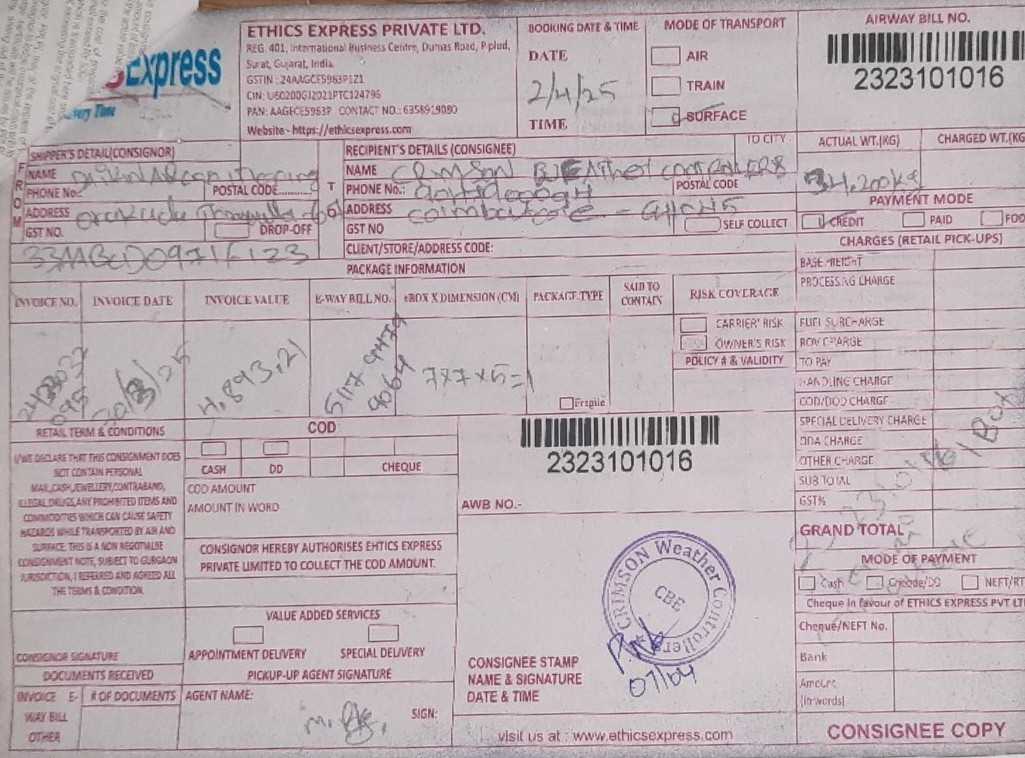 Express
ETHICS EXPRESS PRIVATE LTD.
REG. 401, International Business Centre, Dumas Road, Piplud,
Surat, Gujarat, India
GSTIN : 24AAGCE5963P1Z1
CIN: U60200GJ2021PTC124796
PAN: AAGFCE5963P CONTACT NO.: 6358919090
Website - https://ethicsexpress.com
BOOKING DATE & TIME
DATE
2/4/25
TIME
MODE OF TRANSPORT
AIR
TRAIN
SURFACE
AIRWAY BILL NO.
2323101016
SHIPPER'S DETAIL(CONSIGNOR)
FROM
NAME
PHONE No.:
POSTAL CODE
ADDRESS
GST NO.
DROP-OFF
TO
RECIPIENT'S DETAILS (CONSIGNEE)
TO CITY
NAME CRIMSON
PHONE NO.:
POSTAL CODE
ADDRESS coimbatore
GST NO
SELF COLLECT
CLIENT/STORE/ADDRESS CODE:
ACTUAL WT.(KG)
CHARGED WT.(KG
34.200kg
PAYMENT MODE
CREDIT
PAID
FOD
CHARGES (RETAIL PICK-UPS)
PACKAGE INFORMATION
INVOICE NO.
INVOICE DATE
INVOICE VALUE
E-WAY BILL NO.
#BOX X DIMENSION (CM)
PACKAGE TYPE
SAID TO CONTAIN
RISK COVERAGE
CARRIER' RISK
OWNER'S RISK
POLICY # & VALIDITY
4,893.21
7X7X5=1
Fragile
BASE FREIGHT
PROCESSING CHARGE
FUEL SURCHARGE
ROV CHARGE
TO PAY
HANDLING CHARGE
COD/DOD CHARGE
SPECIAL DELIVERY CHARGE
ODA CHARGE
OTHER CHARGE
SUB TOTAL
GST%
GRAND TOTAL
1 Box
RETAIL TERM & CONDITIONS
I/WE DECLARE THAT THIS CONSIGNMENT DOES
NOT CONTAIN PERSONAL
MAIL, CASH, JEWELLERY, CONTRABAND,
ILLEGAL DRUGS, ANY PROHIBITED ITEMS AND
COMMODITIES WHICH CAN CAUSE SAFETY
HAZARDS WHILE TRANSPORTED BY AIR AND
SURFACE. THIS IS A NON NEGOTIALBE
CONSIGNMENT NOTE, SUBJECT TO GURGAON
JURISDICTION, I REFERRED AND AGREED ALL
THE TERMS & CONDITION.
COD
CASH
DD
CHEQUE
COD AMOUNT
AMOUNT IN WORD
CONSIGNOR HEREBY AUTHORISES EHTICS EXPRESS
PRIVATE LIMITED TO COLLECT THE COD AMOUNT.
VALUE ADDED SERVICES
APPOINTMENT DELIVERY
SPECIAL DELIVERY
2323101016
AWB NO.-
CRIMSON Weather Controllers
CBE
07/04
CONSIGNEE STAMP
NAME & SIGNATURE
DATE & TIME
MODE OF PAYMENT
Cash
Cheque/DD
NEFT/RT
Cheque in favour of ETHICS EXPRESS PVT LT
Cheque/NEFT No.
Bank
Amount
(In words)
CONSIGNOR SIGNATURE
DOCUMENTS RECEIVED
PICKUP-UP AGENT SIGNATURE
INVOICE E-
WAY BILL
OTHER
# OF DOCUMENTS
AGENT NAME:
SIGN:
visit us at : www.ethicsexpress.com
CONSIGNEE COPY